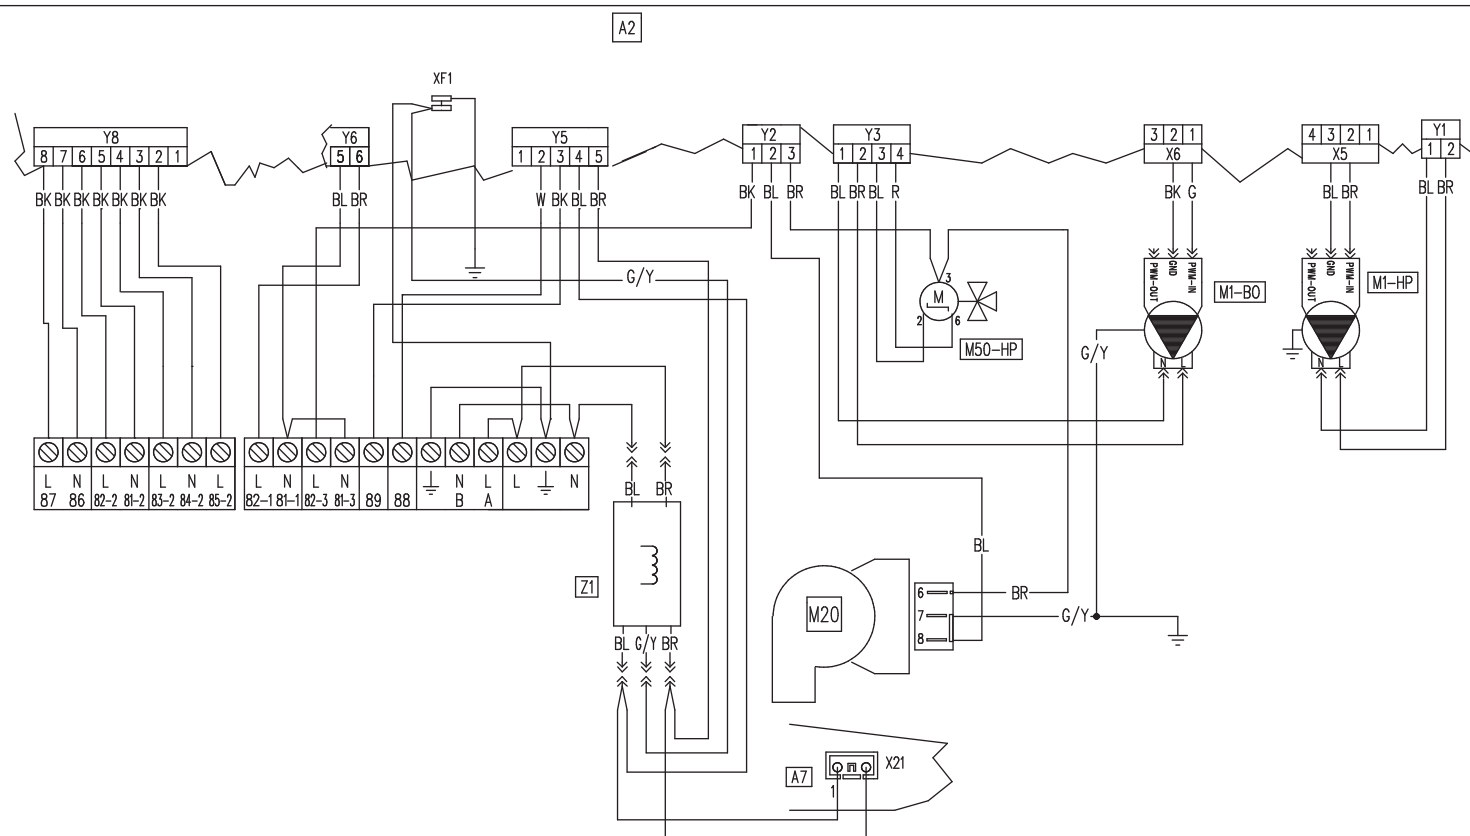 A2
XF1
Y8
8 7 6 5 4 3 2 1
Y6
5 6
Y5
1 2 3 4 5
Y2
1 2 3
Y3
1 2 3 4
3 2 1
X6
4 3 2 1
X5
Y1
1 2
BK BK BK BK BK BK BK
BL BR
W BK BL BR
BK BL BR
BL BR BL R
BK G
BL BR
BL BR
G/Y
3
M
2 6
M50-HP
PWM-OUT GND PWM-IN
M1-BO
N L
G/Y
PWM-OUT GND PWM-IN
M1-HP
N L
L N L N L N L
87 86 82-2 81-2 83-2 84-2 85-2
L N L N
82-1 81-1 82-3 81-3 89 88
N L L N
B A
BL BR
Z1
BL G/Y BR
BL
M20
6
7
8
BR
G/Y
A7
X21
1